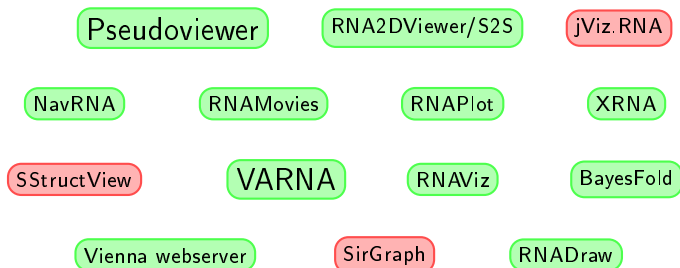 Pseudoviewer RNA2DViewer/S2S jViz.RNA
NavRNA RNAMovies RNAPlot XRNA
SStructView VARNA RNAViz BayesFold
Vienna webserver SirGraph RNADraw